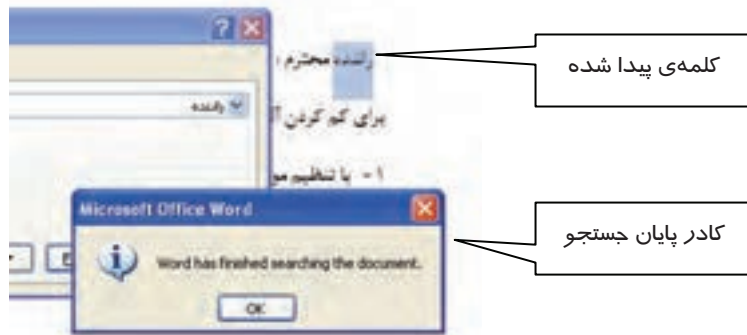 راننده محترم ،
کلمه‌ی پیدا شده
راننده
برای کم کردن آ
۱- با تنظیم مو
Microsoft Office Word
Word has finished searching the document.
OK
کادر پایان جستجو